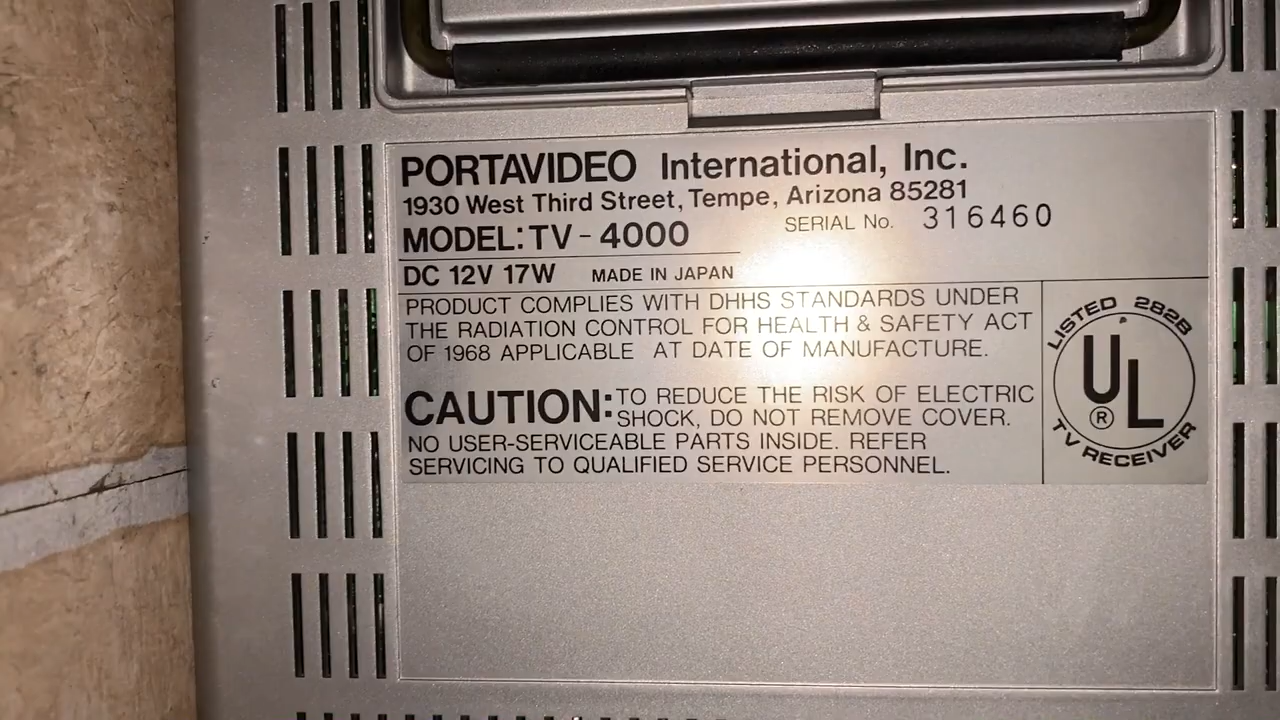 PORTAVIDEO International, Inc.
1930 West Third Street, Tempe, Arizona 85281
MODEL: TV - 4000 SERIAL No. 316460
DC 12V 17W MADE IN JAPAN
PRODUCT COMPLIES WITH DHHS STANDARDS UNDER
THE RADIATION CONTROL FOR HEALTH & SAFETY ACT
OF 1968 APPLICABLE AT DATE OF MANUFACTURE.
CAUTION: TO REDUCE THE RISK OF ELECTRIC
SHOCK, DO NOT REMOVE COVER.
NO USER-SERVICEABLE PARTS INSIDE. REFER
SERVICING TO QUALIFIED SERVICE PERSONNEL.
LISTED 282B
UL ®
TV RECEIVER